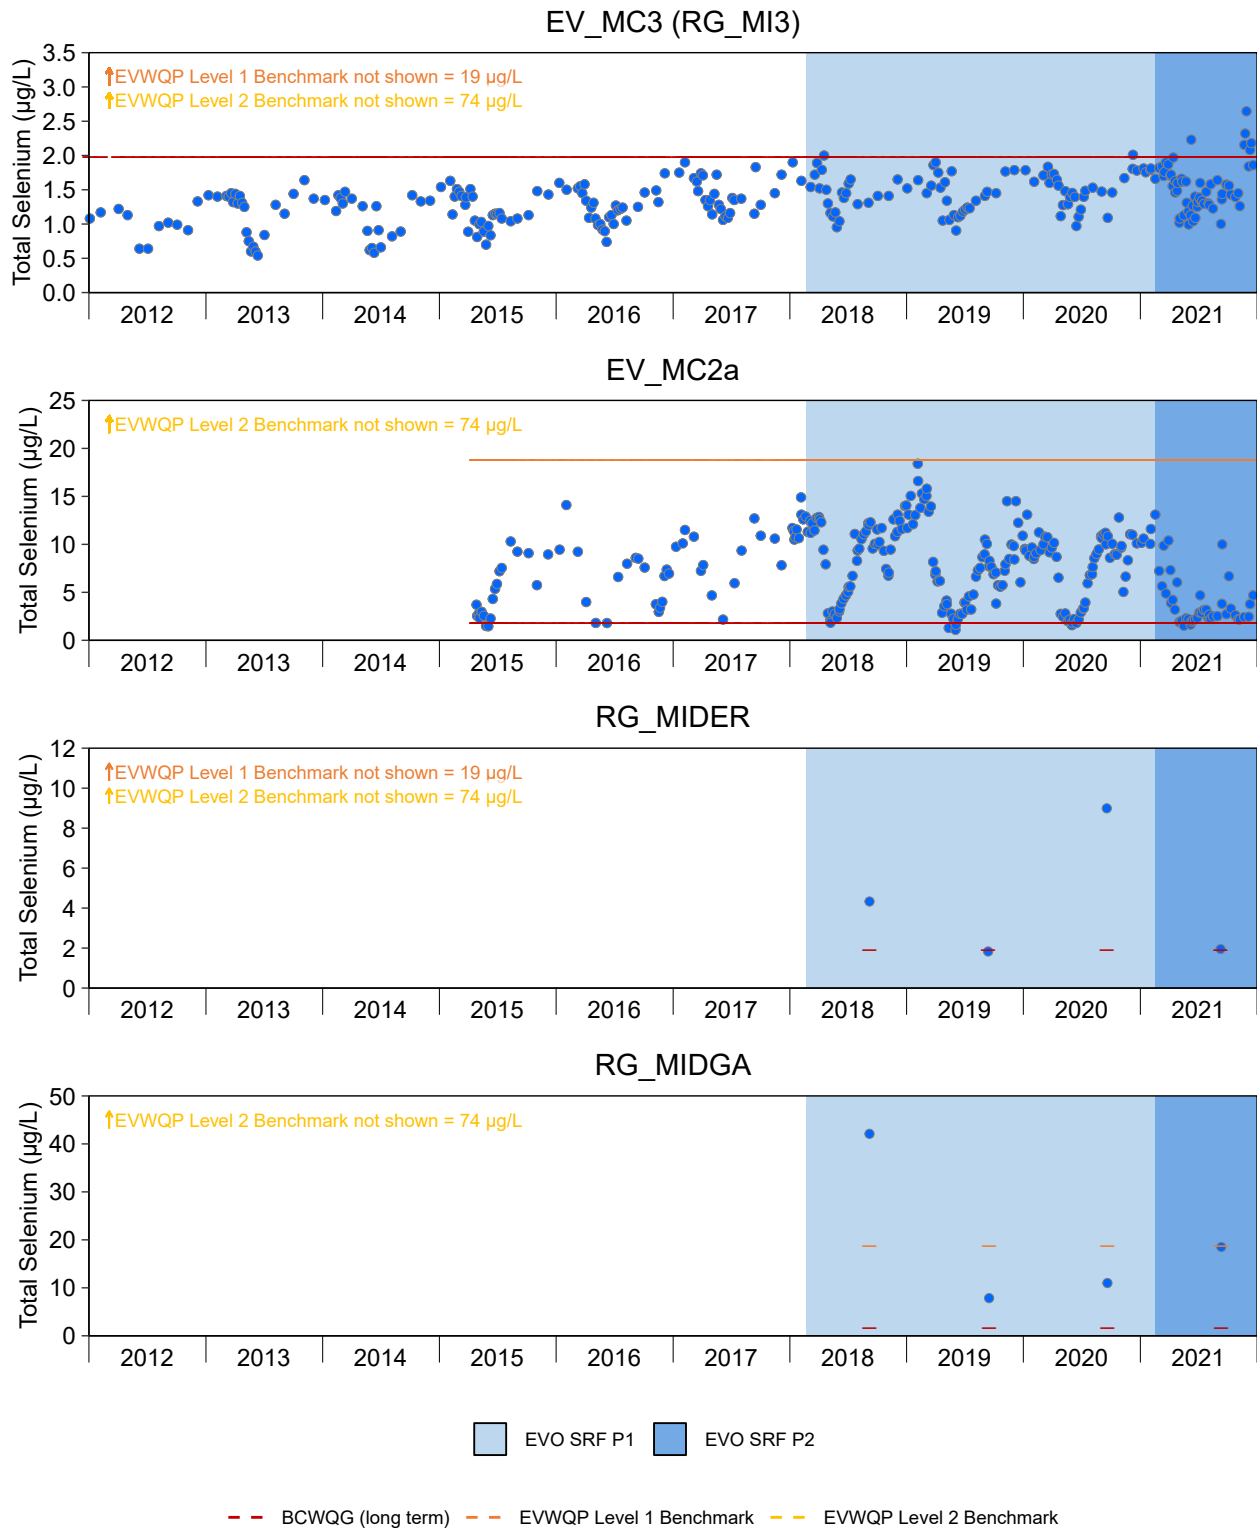 EV_MC3 (RG_MI3)
Total Selenium (µg/L)
3.5
3.0
2.5
2.0
1.5
1.0
0.5
0.0
EVWQP Level 1 Benchmark not shown = 19 µg/L
EVWQP Level 2 Benchmark not shown = 74 µg/L
2012 2013 2014 2015 2016 2017 2018 2019 2020 2021
EV_MC2a
Total Selenium (µg/L)
25
20
15
10
5
0
EVWQP Level 2 Benchmark not shown = 74 µg/L
2012 2013 2014 2015 2016 2017 2018 2019 2020 2021
RG_MIDER
Total Selenium (µg/L)
12
10
8
6
4
2
0
EVWQP Level 1 Benchmark not shown = 19 µg/L
EVWQP Level 2 Benchmark not shown = 74 µg/L
2012 2013 2014 2015 2016 2017 2018 2019 2020 2021
RG_MIDGA
Total Selenium (µg/L)
50
40
30
20
10
0
EVWQP Level 2 Benchmark not shown = 74 µg/L
2012 2013 2014 2015 2016 2017 2018 2019 2020 2021
EVO SRF P1 EVO SRF P2
BCWQG (long term) EVWQP Level 1 Benchmark EVWQP Level 2 Benchmark